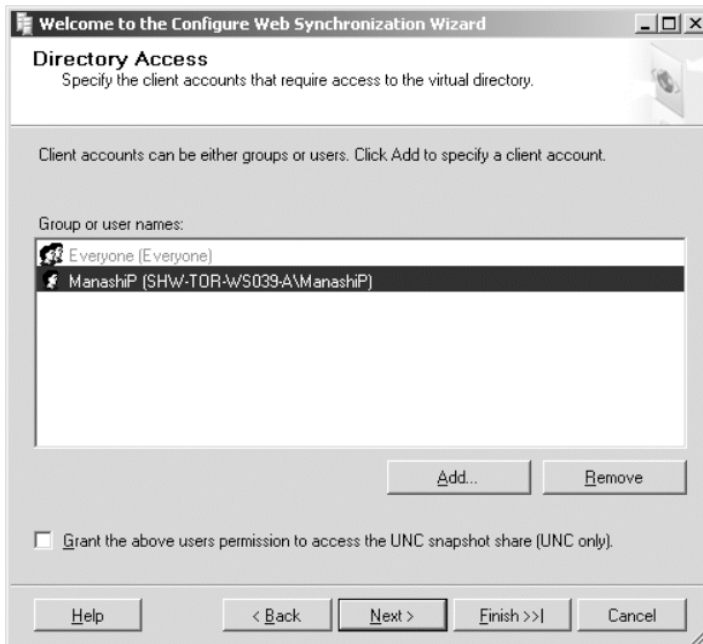 Welcome to the Configure Web Synchronization Wizard
Directory Access
Specify the client accounts that require access to the virtual directory.
Client accounts can be either groups or users. Click Add to specify a client account.
Group or user names:
Everyone (Everyone)
ManashiP (SHW-TOR-WS039-A\ManashiP)
Add... Remove
Grant the above users permission to access the UNC snapshot share (UNC only).
Help < Back Next > Finish >>| Cancel